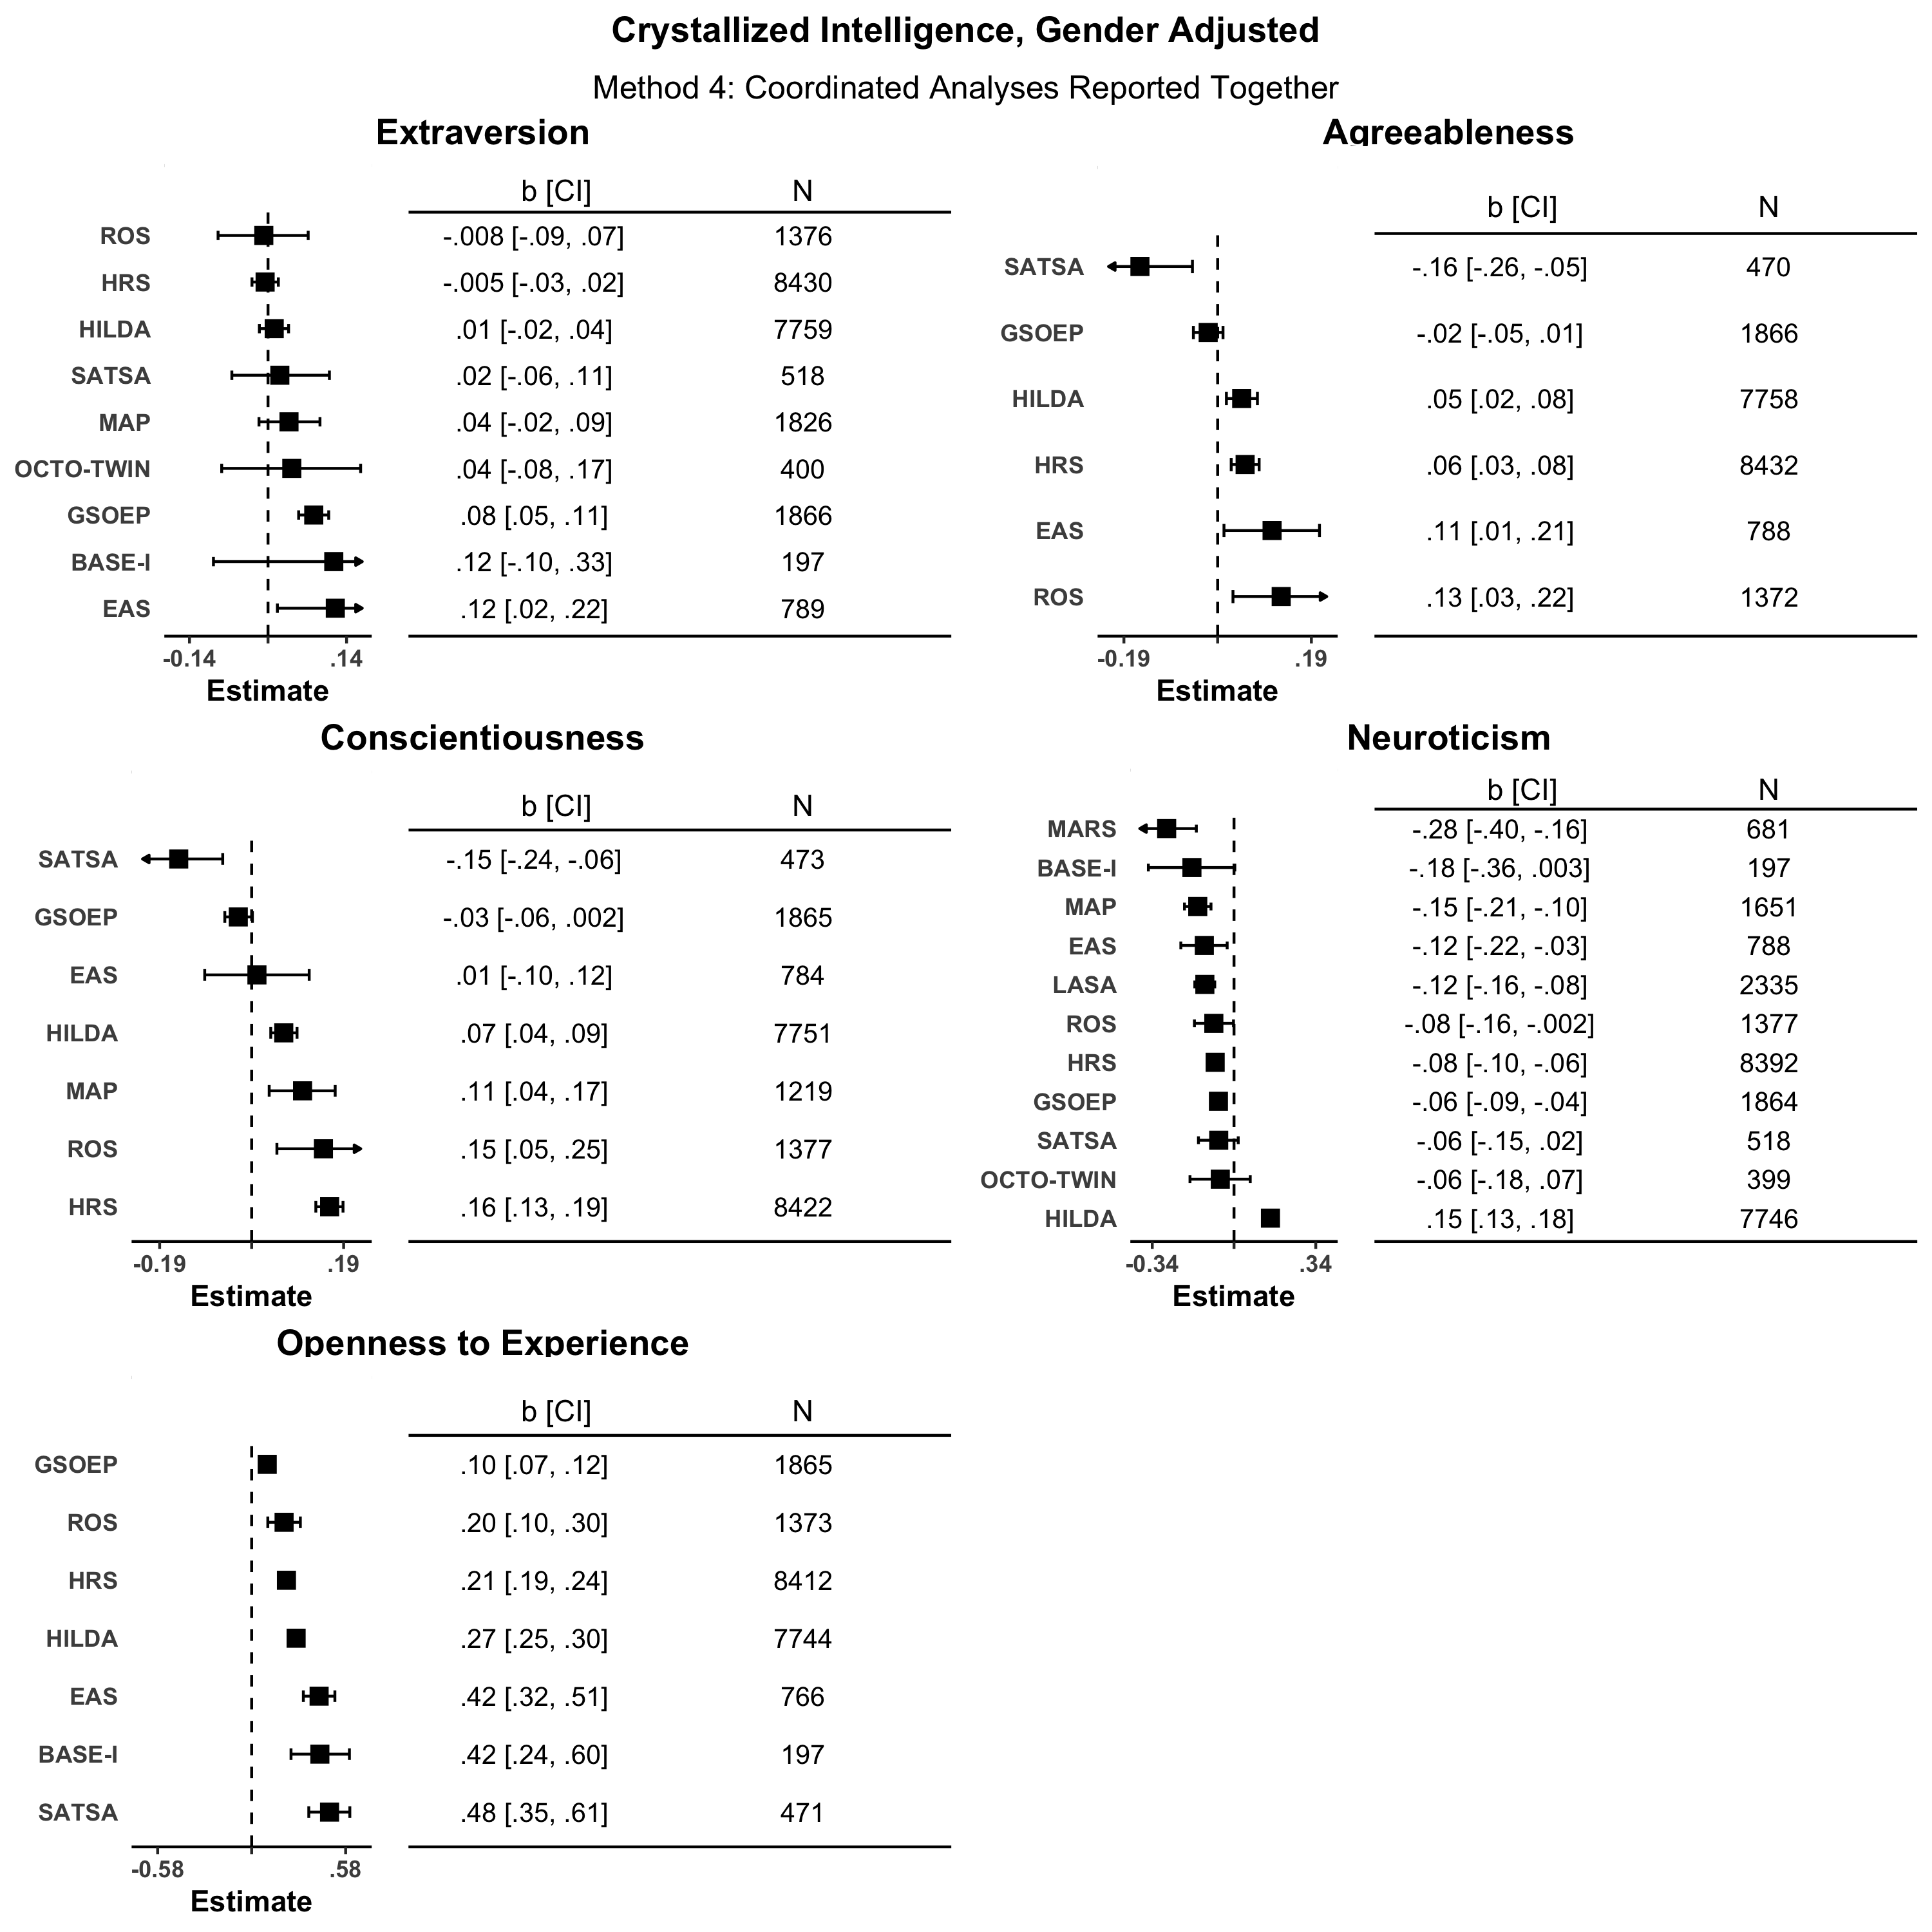 Crystallized Intelligence, Gender Adjusted
Method 4: Coordinated Analyses Reported Together
Extraversion
b [CI] N
ROS -.008 [-.09, .07] 1376
HRS -.005 [-.03, .02] 8430
HILDA .01 [-.02, .04] 7759
SATSA .02 [-.06, .11] 518
MAP .04 [-.02, .09] 1826
OCTO-TWIN .04 [-.08, .17] 400
GSOEP .08 [.05, .11] 1866
BASE-I .12 [-.10, .33] 197
EAS .12 [.02, .22] 789
-0.14 .14
Estimate
Agreeableness
b [CI] N
SATSA -.16 [-.26, -.05] 470
GSOEP -.02 [-.05, .01] 1866
HILDA .05 [.02, .08] 7758
HRS .06 [.03, .08] 8432
EAS .11 [.01, .21] 788
ROS .13 [.03, .22] 1372
-0.19 .19
Estimate
Conscientiousness
b [CI] N
SATSA -.15 [-.24, -.06] 473
GSOEP -.03 [-.06, .002] 1865
EAS .01 [-.10, .12] 784
HILDA .07 [.04, .09] 7751
MAP .11 [.04, .17] 1219
ROS .15 [.05, .25] 1377
HRS .16 [.13, .19] 8422
-0.19 .19
Estimate
Neuroticism
b [CI] N
MARS -.28 [-.40, -.16] 681
BASE-I -.18 [-.36, .003] 197
MAP -.15 [-.21, -.10] 1651
EAS -.12 [-.22, -.03] 788
LASA -.12 [-.16, -.08] 2335
ROS -.08 [-.16, -.002] 1377
HRS -.08 [-.10, -.06] 8392
GSOEP -.06 [-.09, -.04] 1864
SATSA -.06 [-.15, .02] 518
OCTO-TWIN -.06 [-.18, .07] 399
HILDA .15 [.13, .18] 7746
-0.34 .34
Estimate
Openness to Experience
b [CI] N
GSOEP .10 [.07, .12] 1865
ROS .20 [.10, .30] 1373
HRS .21 [.19, .24] 8412
HILDA .27 [.25, .30] 7744
EAS .42 [.32, .51] 766
BASE-I .42 [.24, .60] 197
SATSA .48 [.35, .61] 471
-0.58 .58
Estimate